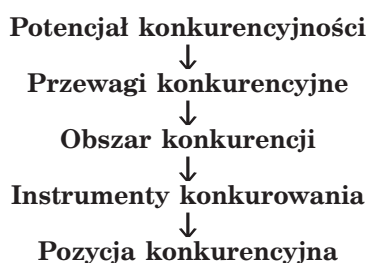 Potencjał konkurencyjności
↓
Przewagi konkurencyjne
↓
Obszar konkurencji
↓
Instrumenty konkurowania
↓
Pozycja konkurencyjna